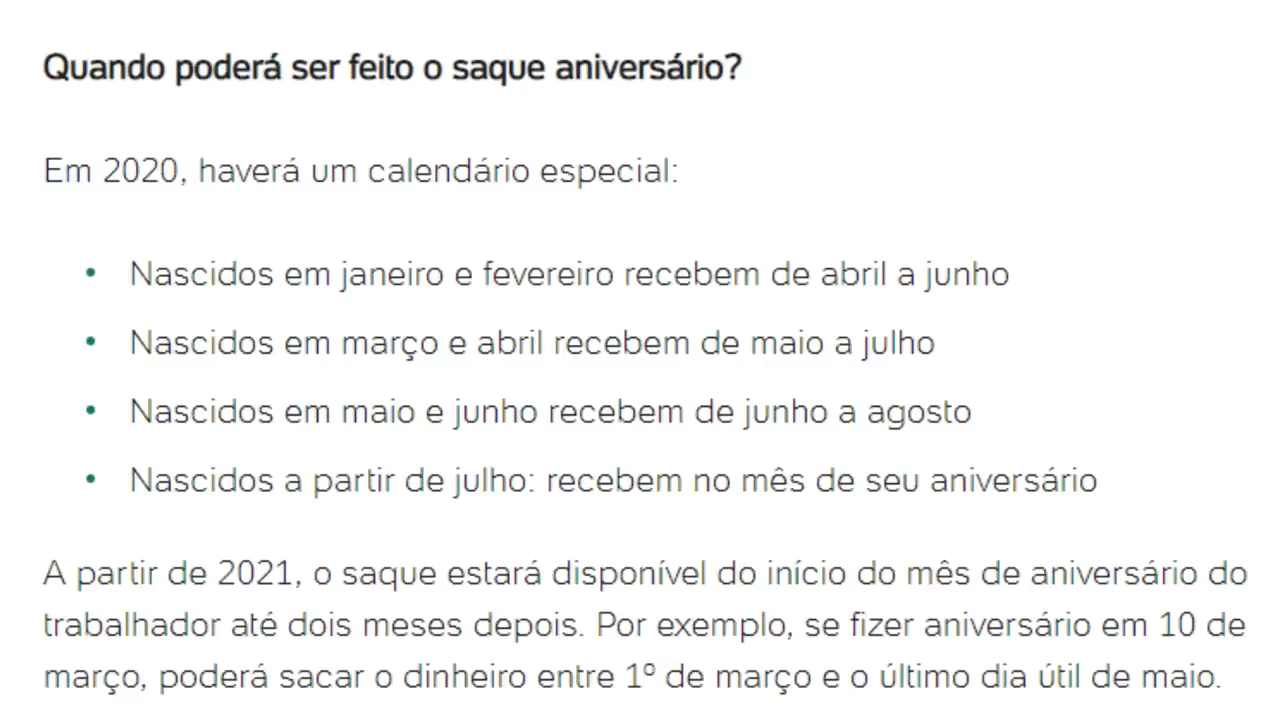 Quando poderá ser feito o saque aniversário?
Em 2020, haverá um calendário especial:
• Nascidos em janeiro e fevereiro recebem de abril a junho
• Nascidos em março e abril recebem de maio a julho
• Nascidos em maio e junho recebem de junho a agosto
• Nascidos a partir de julho: recebem no mês de seu aniversário
A partir de 2021, o saque estará disponível do início do mês de aniversário do
trabalhador até dois meses depois. Por exemplo, se fizer aniversário em 10 de
março, poderá sacar o dinheiro entre 1º de março e o último dia útil de maio.